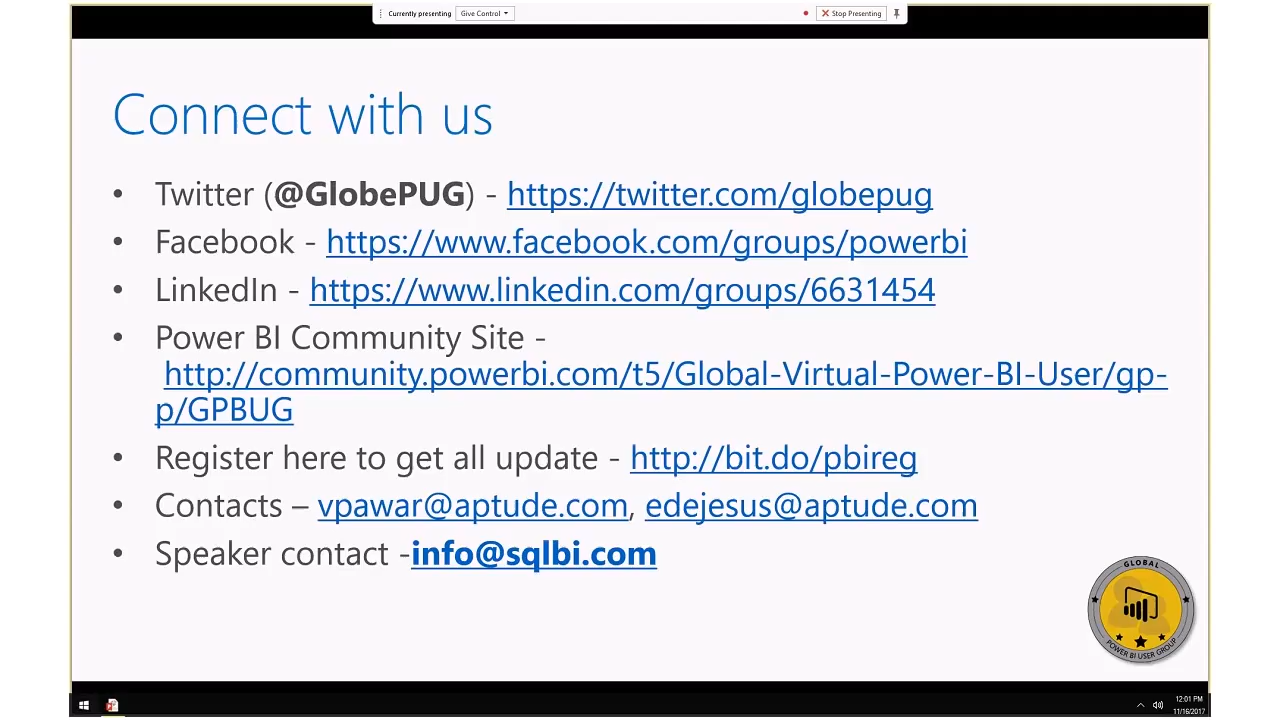 Currently presenting Give Control Stop Presenting
Connect with us
• Twitter (@GlobePUG) - https://twitter.com/globepug
• Facebook - https://www.facebook.com/groups/powerbi
• LinkedIn - https://www.linkedin.com/groups/6631454
• Power BI Community Site -
http://community.powerbi.com/t5/Global-Virtual-Power-BI-User/gp-
p/GPBUG
• Register here to get all update - http://bit.do/pbireg
• Contacts – vpawar@aptude.com, edejesus@aptude.com
• Speaker contact -info@sqlbi.com
GLOBAL
POWER BI USER GROUP
12:01 PM
11/16/2017